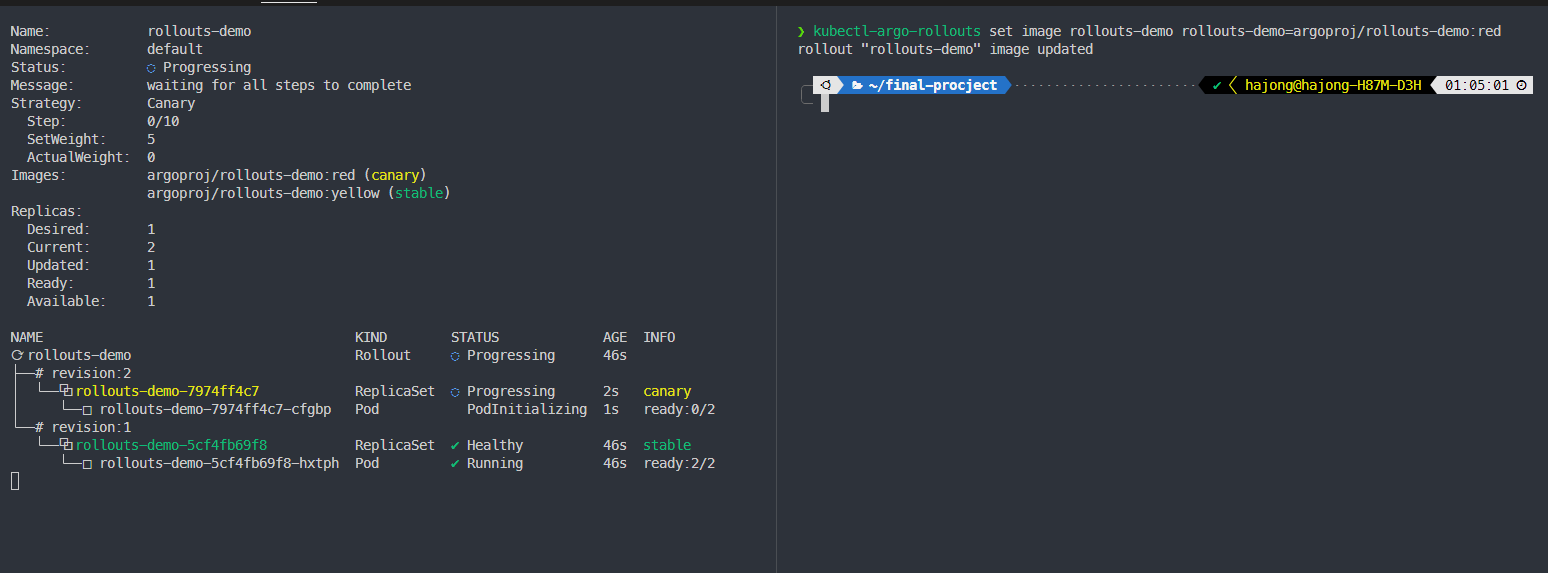 Name: rollouts-demo
Namespace: default
Status: ◌ Progressing
Message: waiting for all steps to complete
Strategy: Canary
Step: 0/10
SetWeight: 5
ActualWeight: 0
Images: argoproj/rollouts-demo:red (canary)
argoproj/rollouts-demo:yellow (stable)
Replicas:
Desired: 1
Current: 2
Updated: 1
Ready: 1
Available: 1
NAME KIND STATUS AGE INFO
⟳ rollouts-demo Rollout ◌ Progressing 46s
├──# revision:2
│  └──⧉ rollouts-demo-7974ff4c7 ReplicaSet ◌ Progressing 2s canary
│     └──□ rollouts-demo-7974ff4c7-cfgbp Pod PodInitializing 1s ready:0/2
└──# revision:1
   └──⧉ rollouts-demo-5cf4fb69f8 ReplicaSet ✔ Healthy 46s stable
      └──□ rollouts-demo-5cf4fb69f8-hxtph Pod ✔ Running 46s ready:2/2
❯ kubectl-argo-rollouts set image rollouts-demo rollouts-demo=argoproj/rollouts-demo:red
rollout "rollouts-demo" image updated
~/final-procject ✔ hajong@hajong-H87M-D3H 01:05:01